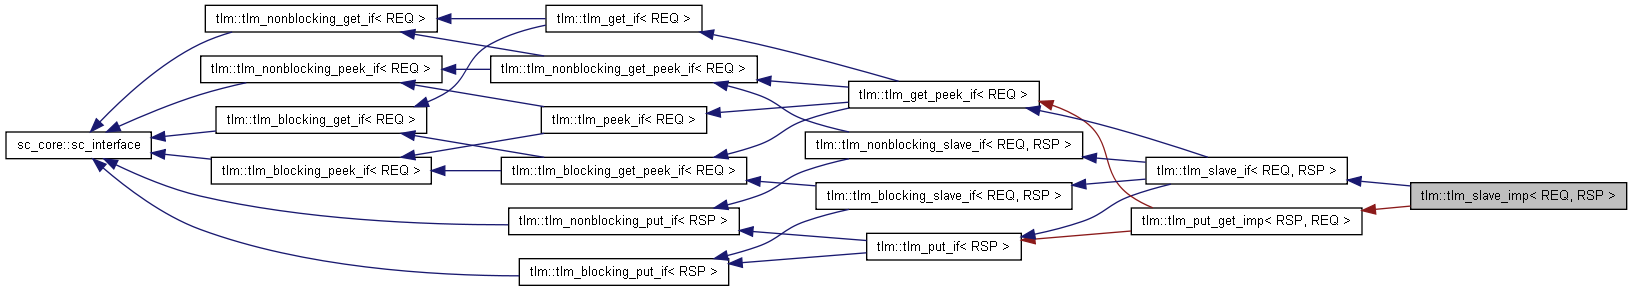 tlm::tlm_nonblocking_get_if< REQ >
tlm::tlm_get_if< REQ >
tlm::tlm_nonblocking_peek_if< REQ >
tlm::tlm_nonblocking_get_peek_if< REQ >
tlm::tlm_get_peek_if< REQ >
tlm::tlm_blocking_get_if< REQ >
tlm::tlm_peek_if< REQ >
sc_core::sc_interface
tlm::tlm_nonblocking_slave_if< REQ, RSP >
tlm::tlm_blocking_peek_if< REQ >
tlm::tlm_blocking_get_peek_if< REQ >
tlm::tlm_slave_if< REQ, RSP >
tlm::tlm_blocking_slave_if< REQ, RSP >
tlm::tlm_slave_imp< REQ, RSP >
tlm::tlm_nonblocking_put_if< RSP >
tlm::tlm_put_get_imp< RSP, REQ >
tlm::tlm_put_if< RSP >
tlm::tlm_blocking_put_if< RSP >